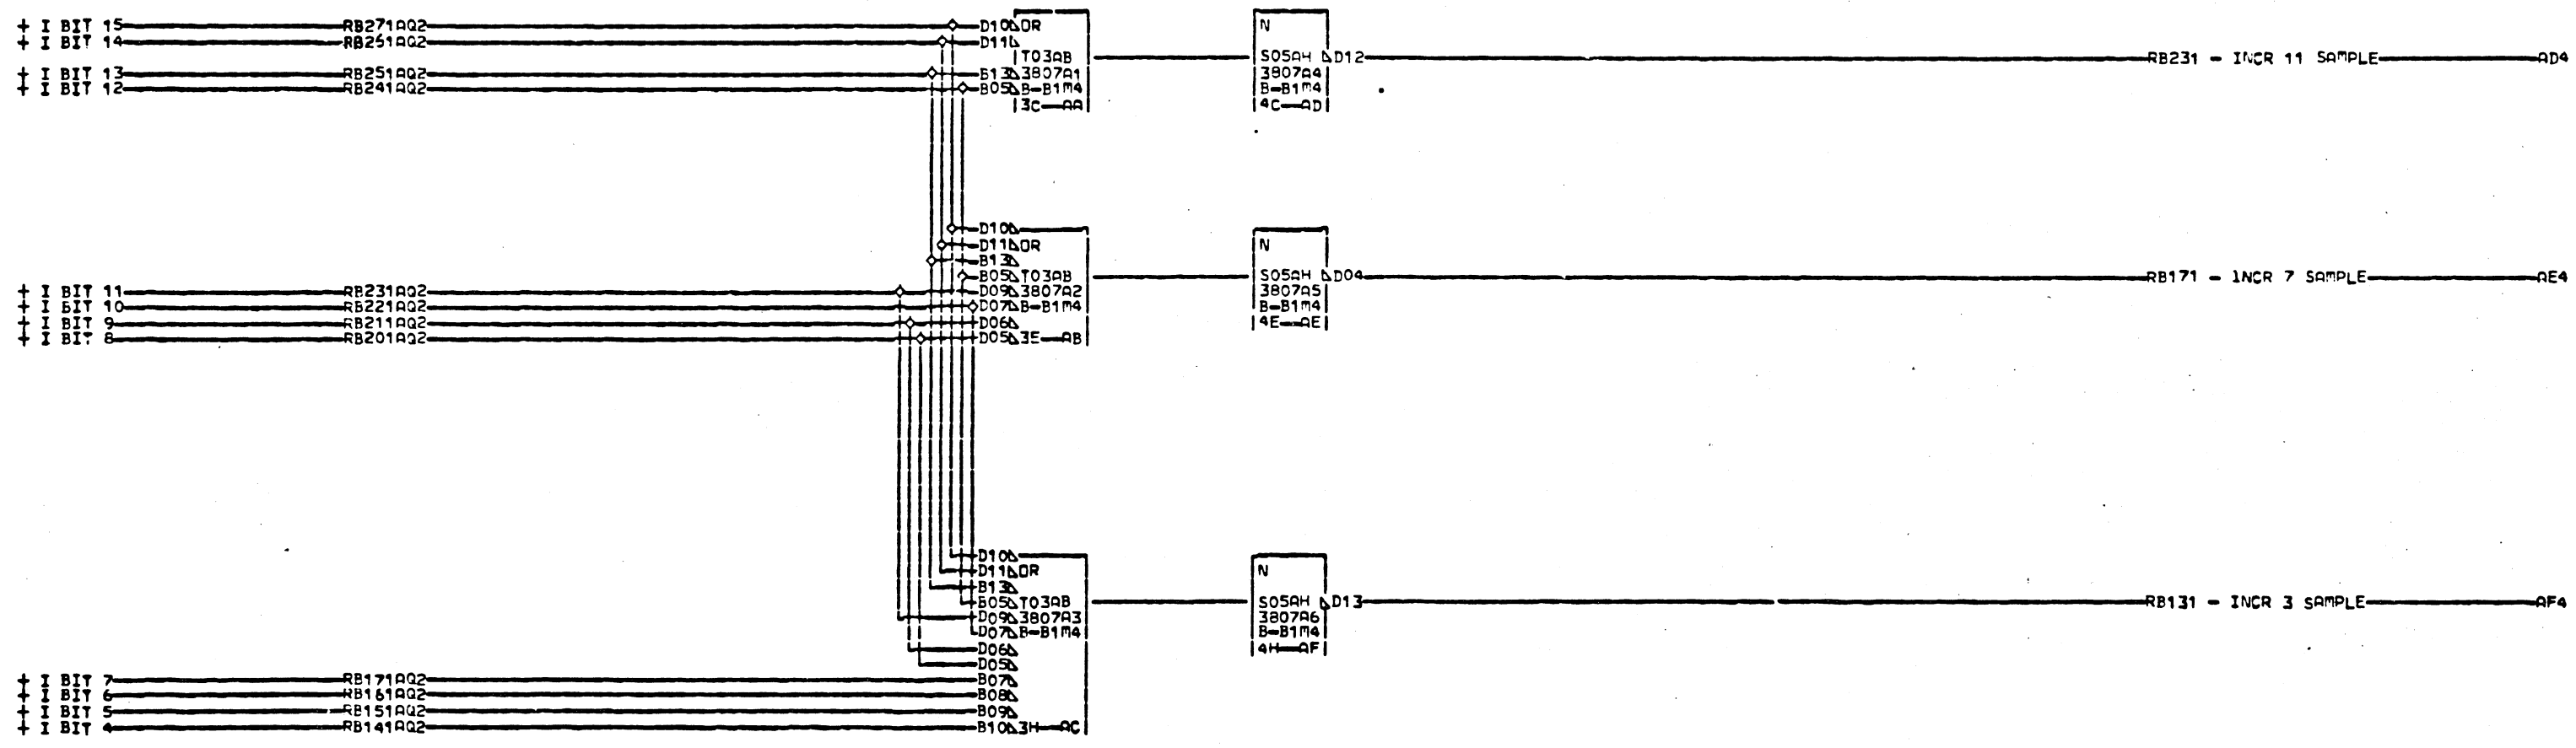 + I BIT 15 RB271AQ2 D10 OR N
+ I BIT 14 RB251AQ2 D11
T03AB S05AH D12 RB231 - INCR 11 SAMPLE AD4
+ I BIT 13 RB251AQ2 B13 3807A1 3807A4
+ I BIT 12 RB241AQ2 B05 B-B1M4 B-B1M4
3C AA 4C AD
D10
D11 OR N
B13
B05 T03AB S05AH D04 RB171 - INCR 7 SAMPLE AE4
+ I BIT 11 RB231AQ2 D09 3807A2 3807A5
+ I BIT 10 RB221AQ2 D07 B-B1M4 B-B1M4
+ I BIT 9 RB211AQ2 D06 4E AE
+ I BIT 8 RB201AQ2 D05 3E AB
D10
D11 OR N
B13
B05 T03AB S05AH D13 RB131 - INCR 3 SAMPLE AF4
D09 3807A3 3807A6
D07 B-B1M4 B-B1M4
D06 4H AF
D05
+ I BIT 7 RB171AQ2 B07
+ I BIT 6 RB161AQ2 B08
+ I BIT 5 RB151AQ2 B09
+ I BIT 4 RB141AQ2 B10 3H AC